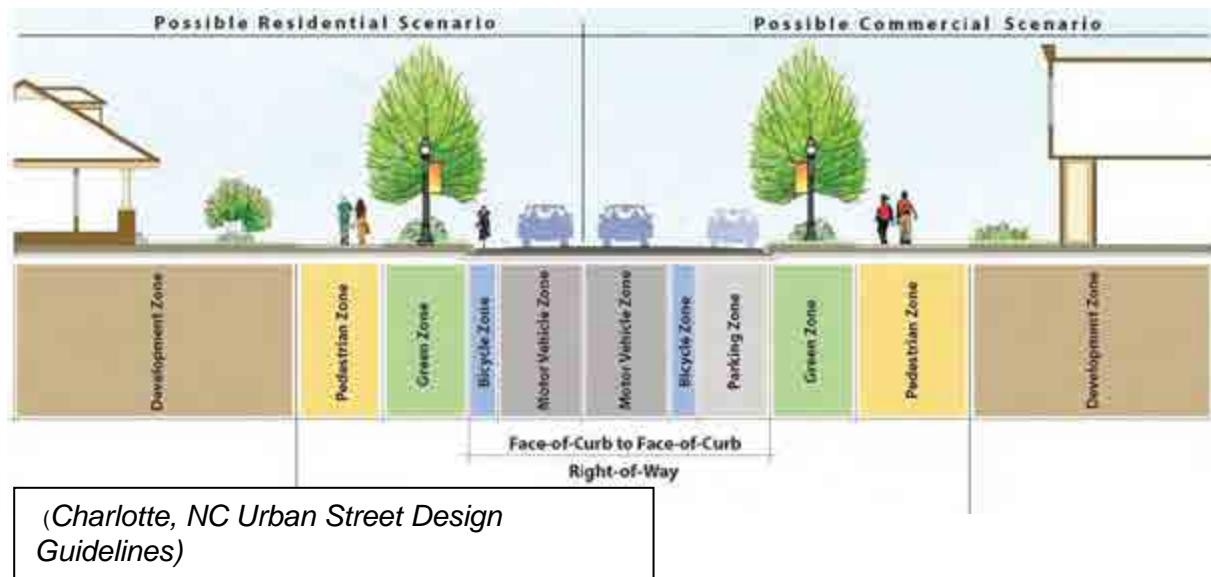 Possible Residential Scenario
Possible Commercial Scenario
Development Zone
Pedestrian Zone
Green Zone
Bicycle Zone
Motor Vehicle Zone
Motor Vehicle Zone
Bicycle Zone
Parking Zone
Green Zone
Pedestrian Zone
Development Zone
Face-of-Curb to Face-of-Curb
Right-of-Way
(Charlotte, NC Urban Street Design
Guidelines)